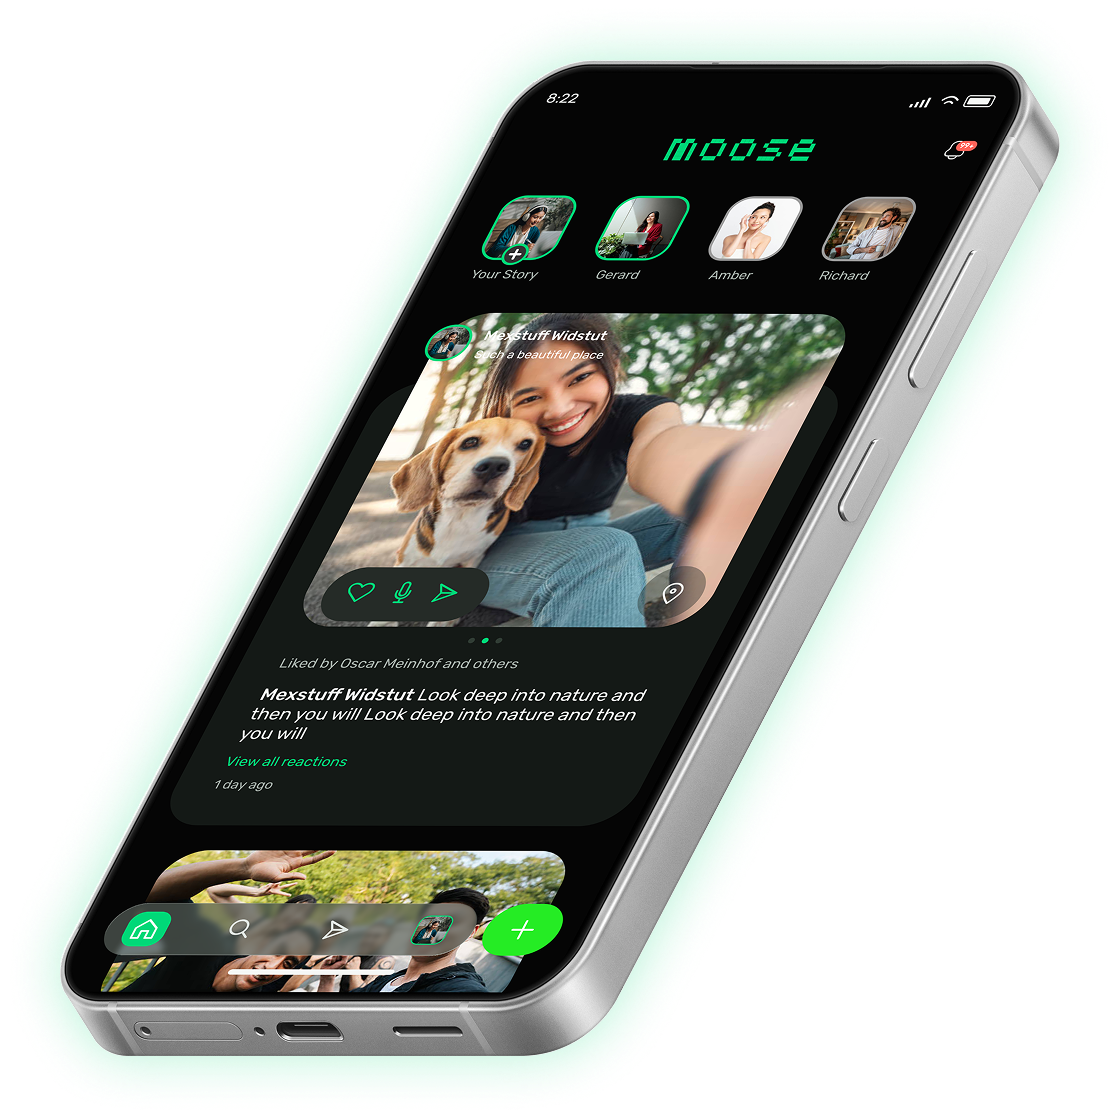 8:22
moose
99+
Your Story
Gerard
Amber
Richard
Mexstuff Widstut
Such a beautiful place
Liked by Oscar Meinhof and others
Mexstuff Widstut Look deep into nature and
then you will Look deep into nature and then
you will
View all reactions
1 day ago